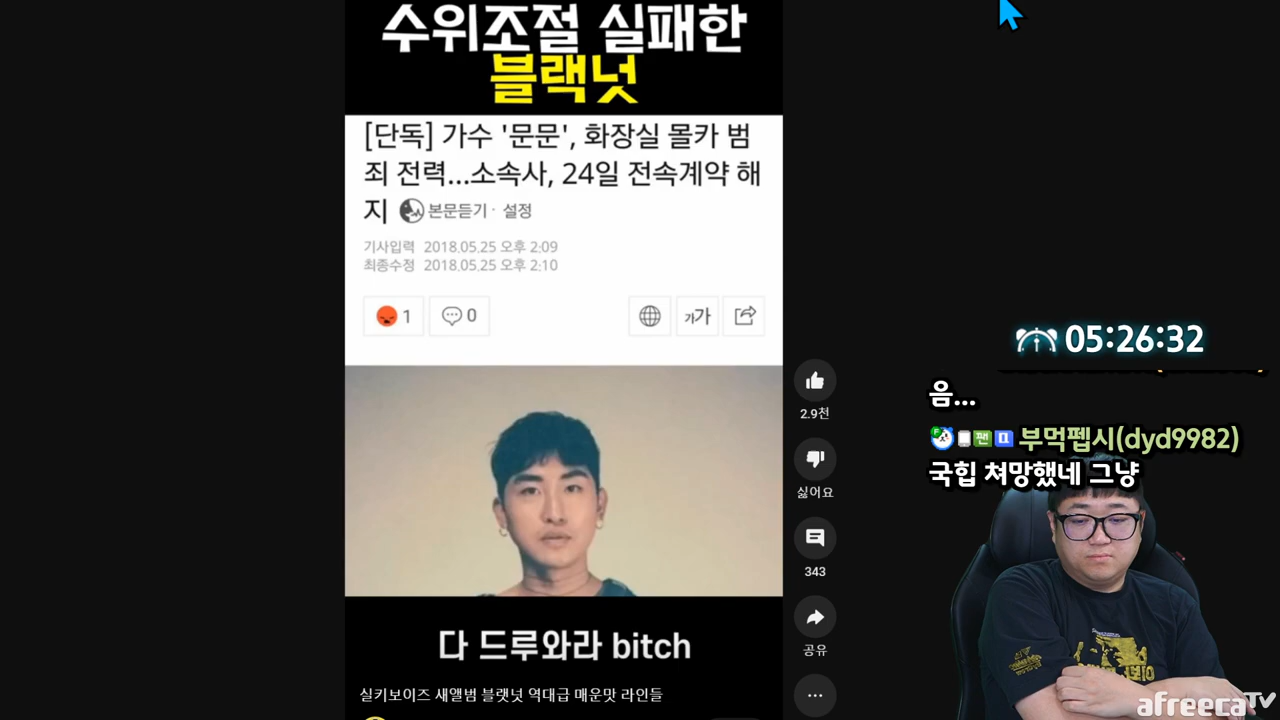 수위조절 실패한
블랙넛
[단독] 가수 '문문', 화장실 몰카 범
죄 전력...소속사, 24일 전속계약 해
지 본문듣기 · 설정
기사입력 2018.05.25 오후 2:09
최종수정 2018.05.25 오후 2:10
1
0
가가
2.9천
싫어요
343
공유
다 드루와라 bitch
실키보이즈 새앨범 블랫넛 역대급 매운맛 라인들
05:26:32
음...
팬 부먹펩시(dyd9982)
국힙 쳐망했네 그냥
afreecaTV